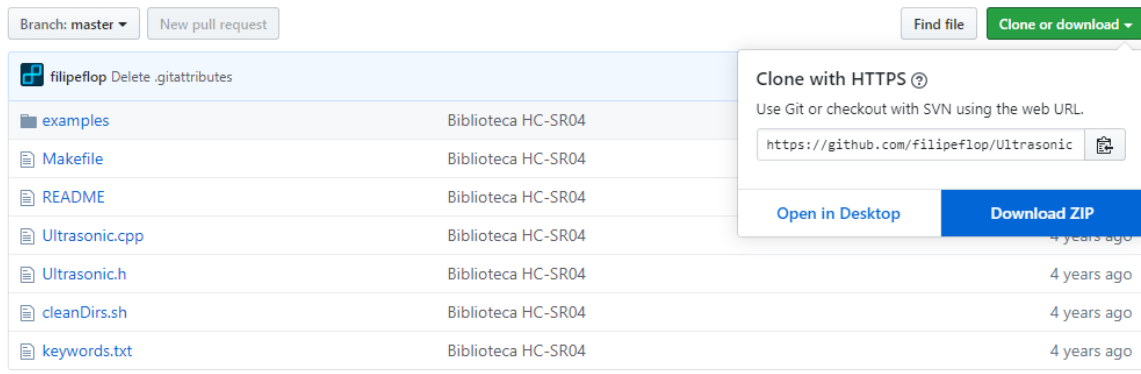 Branch: master New pull request Find file Clone or download
filipeflop Delete .gitattributes
Clone with HTTPS
Use Git or checkout with SVN using the web URL.
https://github.com/filipeflop/Ultrasonic
Open in Desktop Download ZIP
examples Biblioteca HC-SR04
Makefile Biblioteca HC-SR04
README Biblioteca HC-SR04
Ultrasonic.cpp Biblioteca HC-SR04 4 years ago
Ultrasonic.h Biblioteca HC-SR04 4 years ago
cleanDirs.sh Biblioteca HC-SR04 4 years ago
keywords.txt Biblioteca HC-SR04 4 years ago